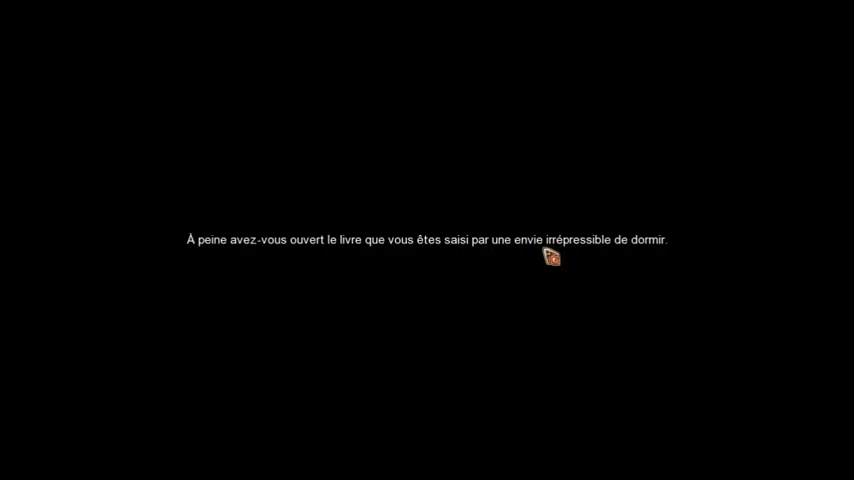 À peine avez-vous ouvert le livre que vous êtes saisi par une envie irrépressible de dormir.